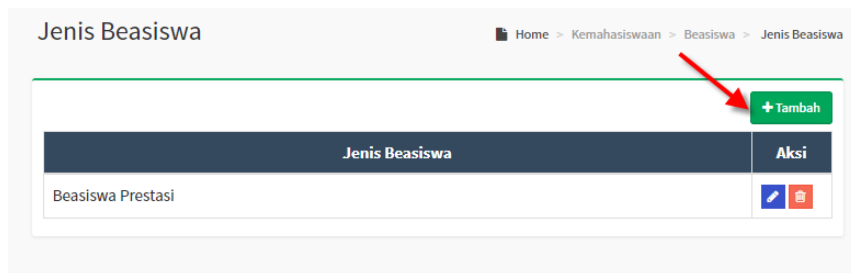 Jenis Beasiswa
Home > Kemahasiswaan > Beasiswa > Jenis Beasiswa
+ Tambah
Jenis Beasiswa Aksi
Beasiswa Prestasi